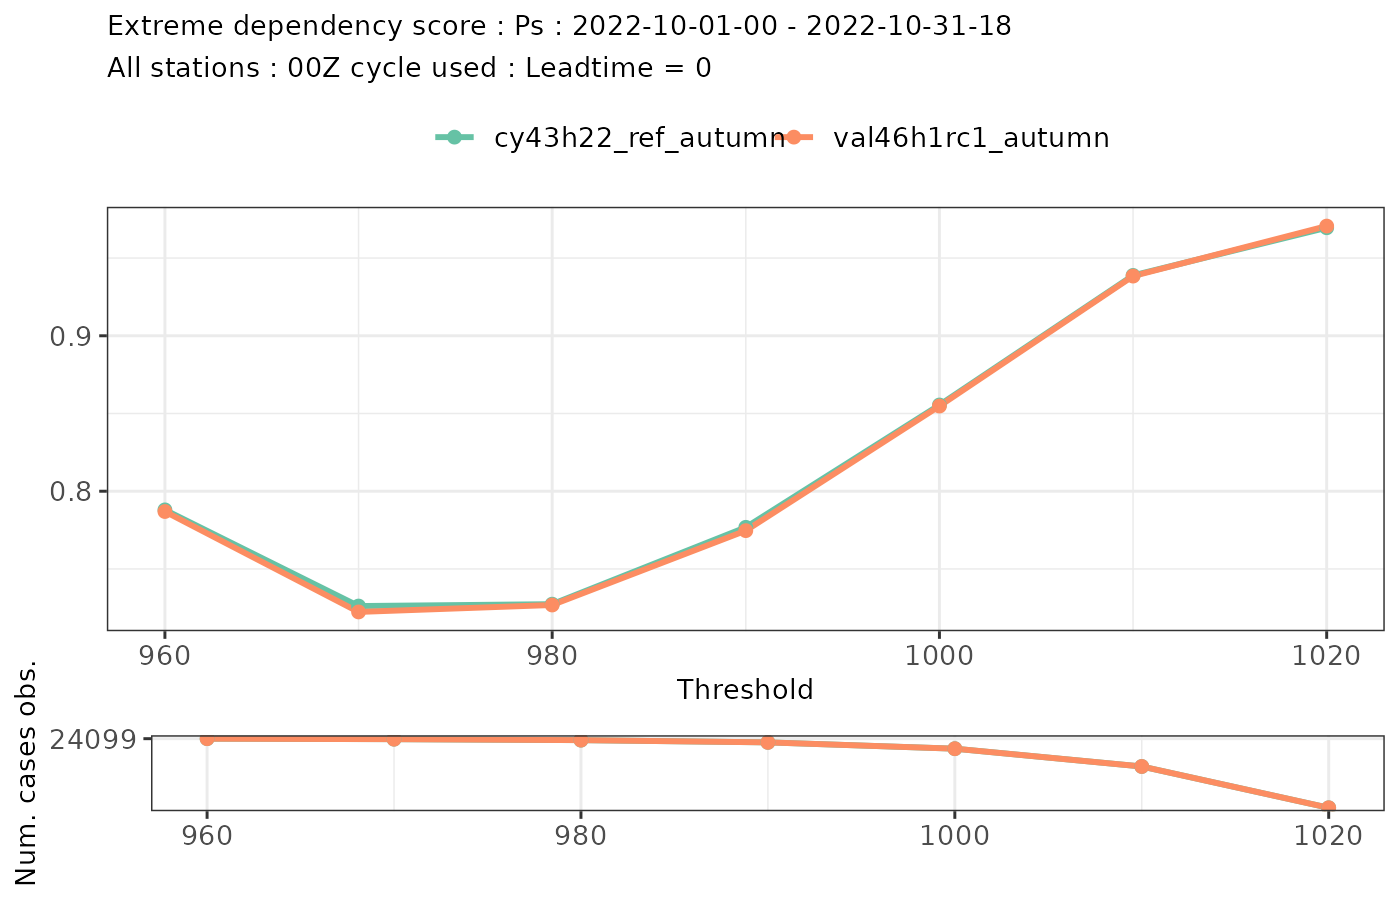 Extreme dependency score : Ps : 2022-10-01-00 - 2022-10-31-18
All stations : 00Z cycle used : Leadtime = 0
cy43h22_ref_autumn val46h1rc1_autumn
0.9
0.8
960 980 1000 1020
Threshold
Num. cases obs.
24099
960 980 1000 1020